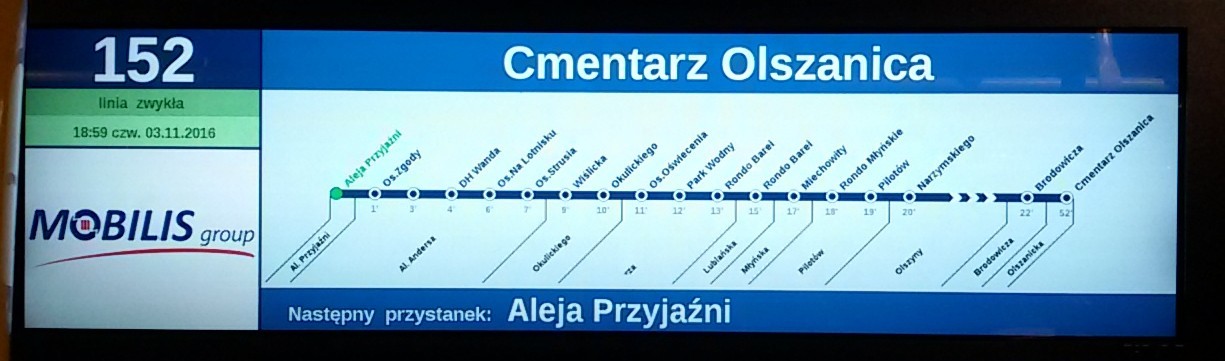 152
Cmentarz Olszanica
linia zwykła
18:59 czw. 03.11.2016
MOBILIS group
Aleja Przyjaźni
Os.Zgody
DH Wanda
Os.Na Lotnisku
Os.Strusia
Wiślicka
Okulickiego
Os.Oświecenia
Park Wodny
Rondo Barei
Rondo Barei
Miechowity
Rondo Młyńskie
Pilotów
Narzymskiego
Brodowicza
Cmentarz Olszanica
1' 3' 4' 6' 7' 9' 10' 11' 12' 13' 15' 17' 18' 19' 20' 22' 52'
Al. Przyjaźni
Al. Andersa
Okulickiego
Lublańska
Młyńska
Pilotów
Olszyny
Brodowicza
Olszanicka
Następny przystanek: Aleja Przyjaźni